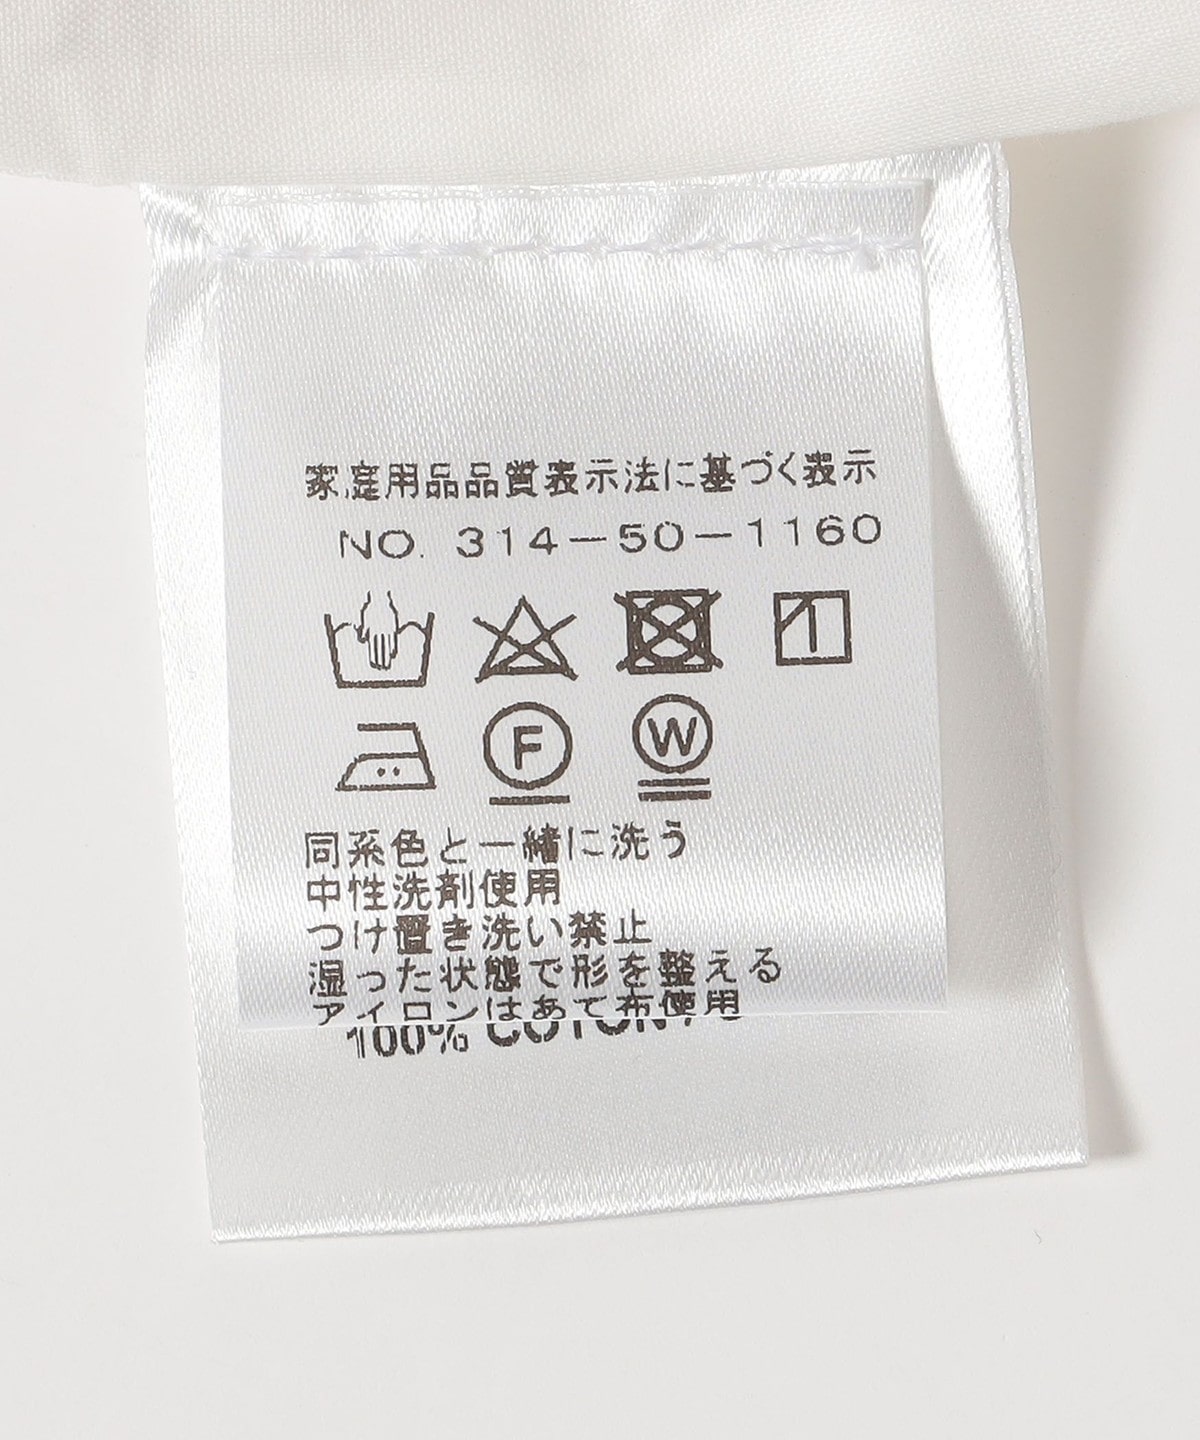 家庭用品品質表示法に基づく表示
NO. 314-50-1160
F
W
同系色と一緒に洗う
中性洗剤使用
つけ置き洗い禁止
湿った状態で形を整える
アイロンはあて布使用
100% COTON